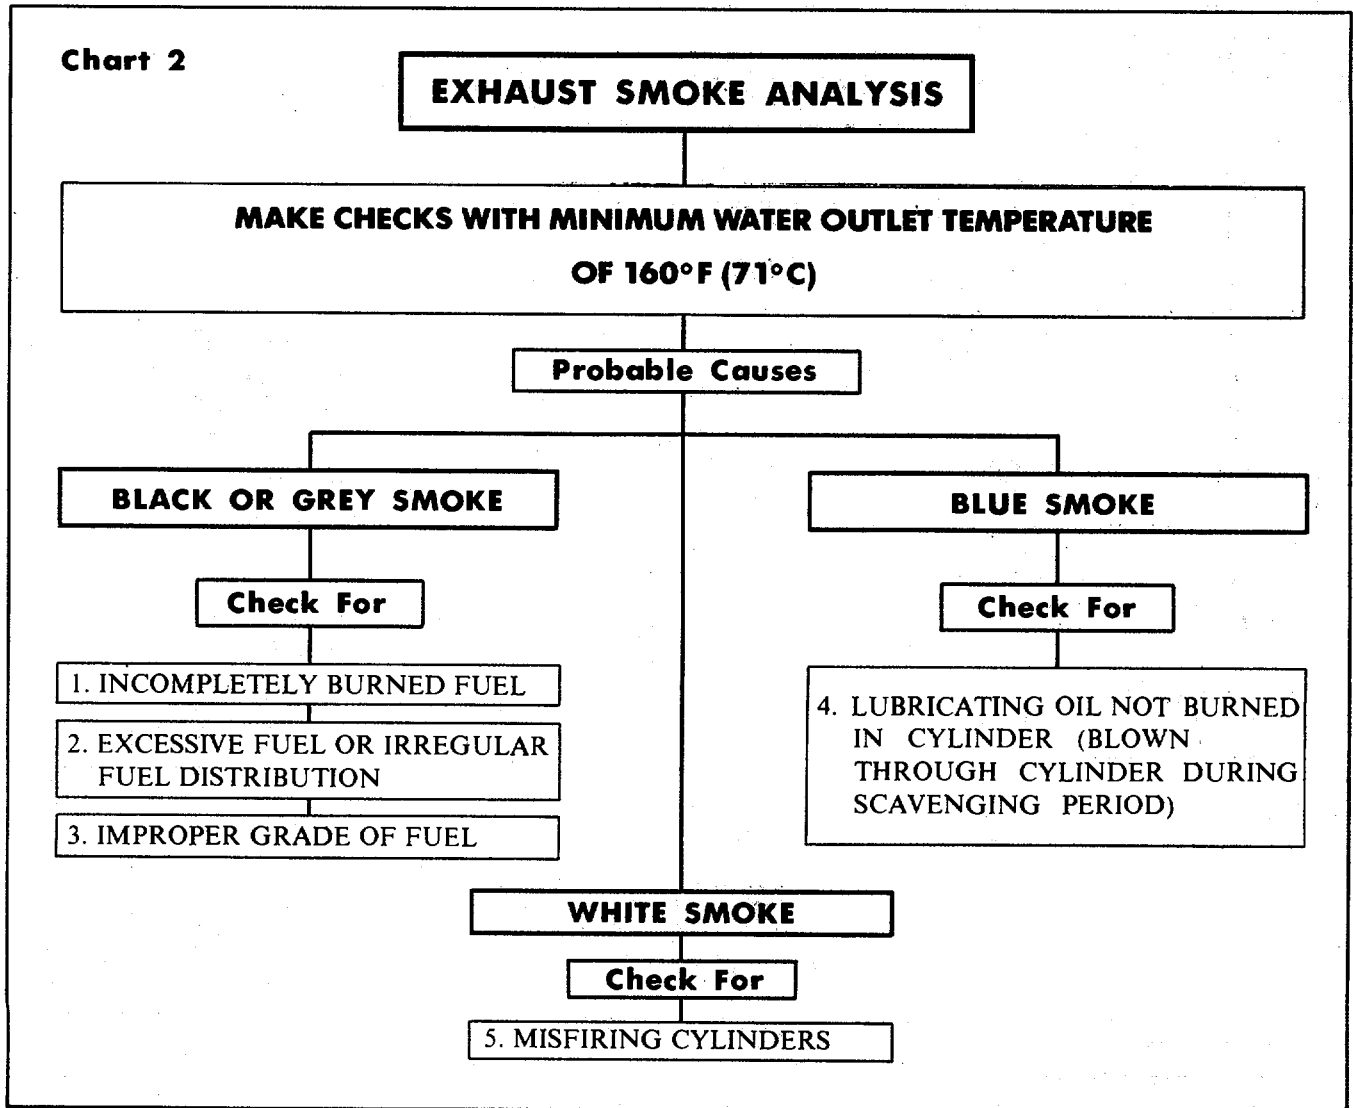 Chart 2
EXHAUST SMOKE ANALYSIS
MAKE CHECKS WITH MINIMUM WATER OUTLET TEMPERATURE
OF 160°F (71°C)
Probable Causes
BLACK OR GREY SMOKE
Check For
1. INCOMPLETELY BURNED FUEL
2. EXCESSIVE FUEL OR IRREGULAR
FUEL DISTRIBUTION
3. IMPROPER GRADE OF FUEL
BLUE SMOKE
Check For
4. LUBRICATING OIL NOT BURNED
IN CYLINDER (BLOWN
THROUGH CYLINDER DURING
SCAVENGING PERIOD)
WHITE SMOKE
Check For
5. MISFIRING CYLINDERS